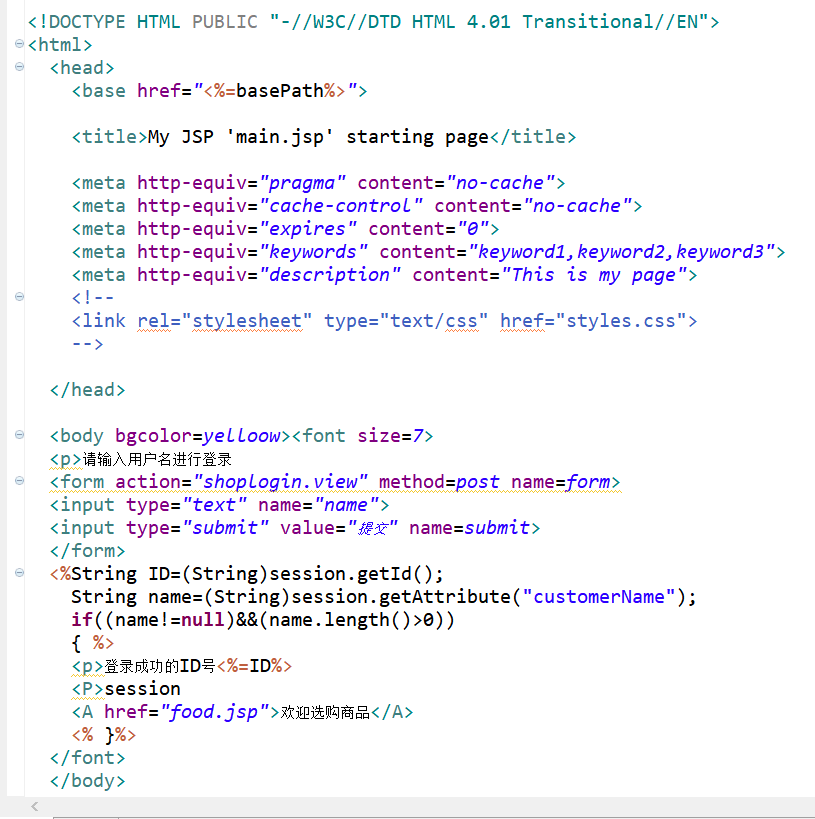 <!DOCTYPE HTML PUBLIC "-//W3C//DTD HTML 4.01 Transitional//EN">
<html>
<head>
<base href="<%=basePath%>">
<title>My JSP 'main.jsp' starting page</title>
<meta http-equiv="pragma" content="no-cache">
<meta http-equiv="cache-control" content="no-cache">
<meta http-equiv="expires" content="0">
<meta http-equiv="keywords" content="keyword1,keyword2,keyword3">
<meta http-equiv="description" content="This is my page">
<!--
<link rel="stylesheet" type="text/css" href="styles.css">
-->
</head>
<body bgcolor=yelloow><font size=7>
<p>请输入用户名进行登录
<form action="shoplogin.view" method=post name=form>
<input type="text" name="name">
<input type="submit" value="提交" name=submit>
</form>
<%String ID=(String)session.getId();
String name=(String)session.getAttribute("customerName");
if((name!=null)&&(name.length()>0))
{ %>
<p>登录成功的ID号<%=ID%>
<P>session
<A href="food.jsp">欢迎选购商品</A>
<% }%>
</font>
</body>